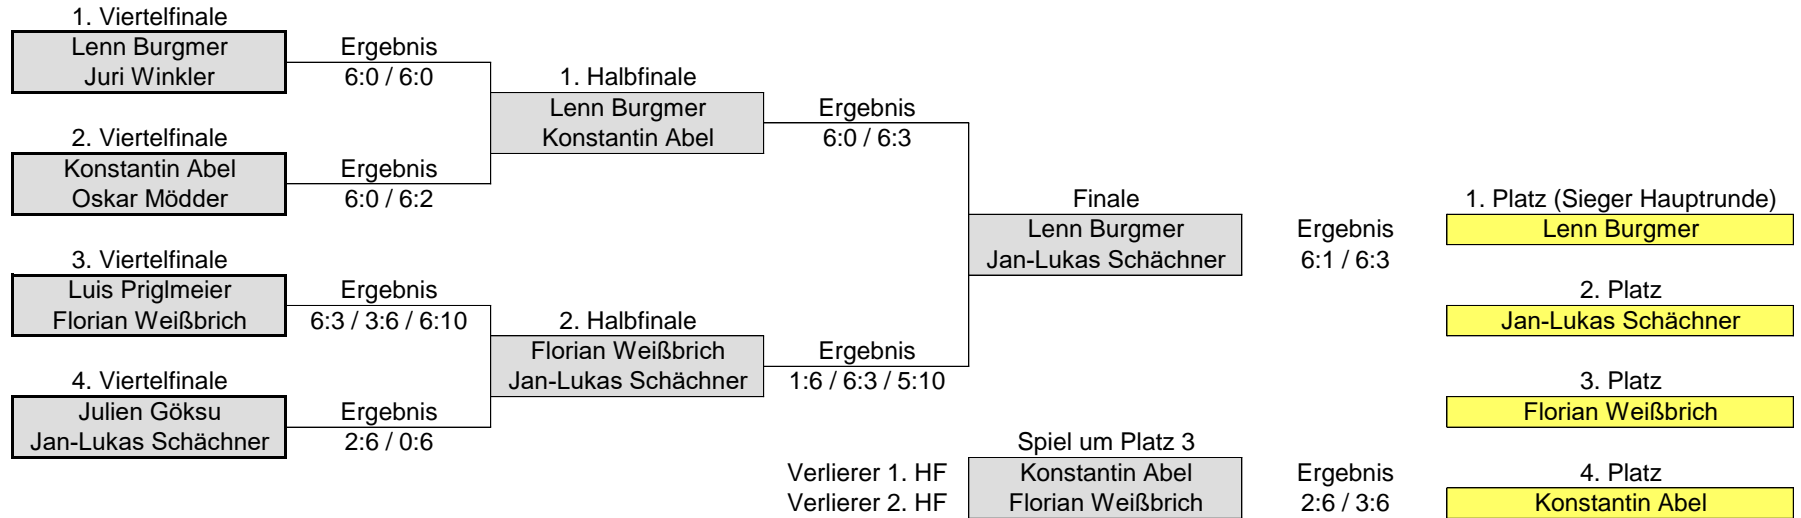 1. Viertelfinale
Lenn Burgmer
Juri Winkler
Ergebnis
6:0 / 6:0
2. Viertelfinale
Konstantin Abel
Oskar Mödder
Ergebnis
6:0 / 6:2
3. Viertelfinale
Luis Priglmeier
Florian Weißbrich
Ergebnis
6:3 / 3:6 / 6:10
4. Viertelfinale
Julien Göksu
Jan-Lukas Schächner
Ergebnis
2:6 / 0:6
1. Halbfinale
Lenn Burgmer
Konstantin Abel
Ergebnis
6:0 / 6:3
2. Halbfinale
Florian Weißbrich
Jan-Lukas Schächner
Ergebnis
1:6 / 6:3 / 5:10
Finale
Lenn Burgmer
Jan-Lukas Schächner
Ergebnis
6:1 / 6:3
Spiel um Platz 3
Verlierer 1. HF
Konstantin Abel
Verlierer 2. HF
Florian Weißbrich
Ergebnis
2:6 / 3:6
1. Platz (Sieger Hauptrunde)
Lenn Burgmer
2. Platz
Jan-Lukas Schächner
3. Platz
Florian Weißbrich
4. Platz
Konstantin Abel